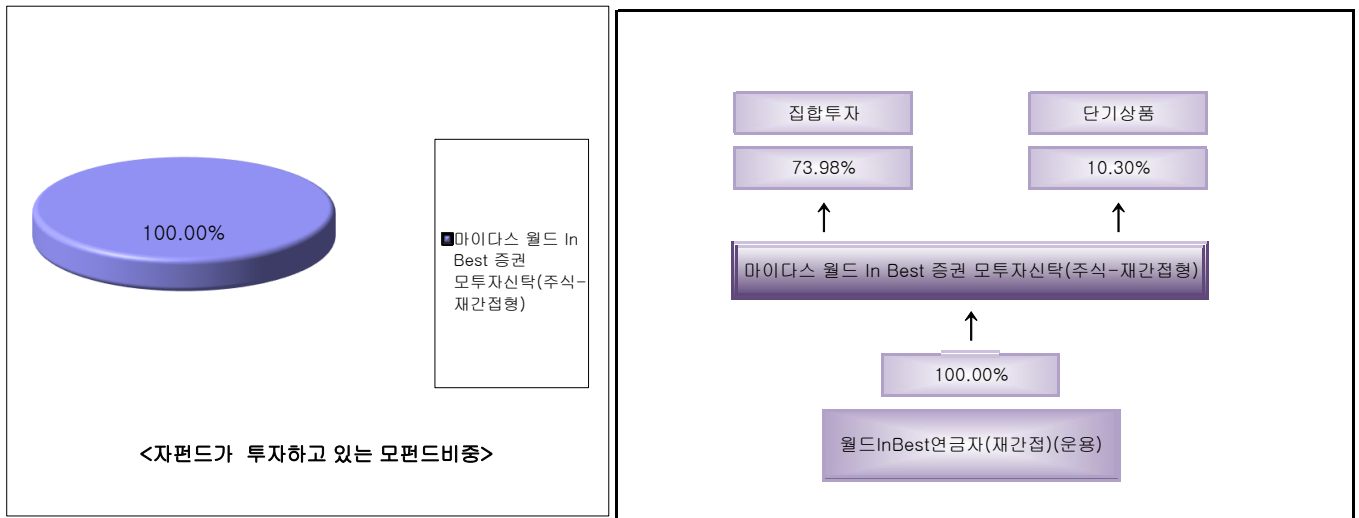 100.00%
마이다스 월드 In
Best 증권
모투자신탁(주식-
재간접형)
<자펀드가 투자하고 있는 모펀드비중>
집합투자
단기상품
73.98%
10.30%
↑
↑
마이다스 월드 In Best 증권 모투자신탁(주식-재간접형)
↑
100.00%
월드InBest연금자(재간접)(운용)